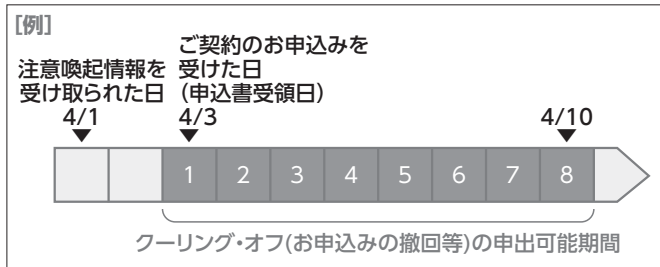 [例]
注意喚起情報を
受け取られた日
4/1
ご契約のお申込みを
受けた日
(申込書受領日)
4/3
4/10
1 2 3 4 5 6 7 8
クーリング・オフ(お申込みの撤回等)の申出可能期間